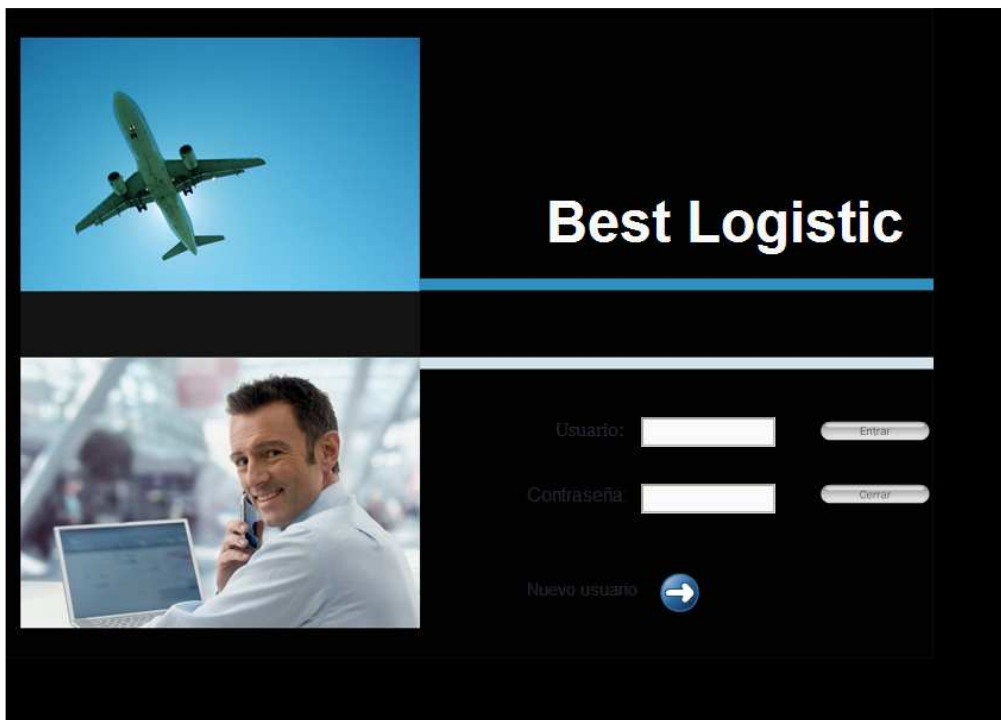 Best Logistic
Usuario:
Entrar
Contraseña:
Cerrar
Nuevo usuario